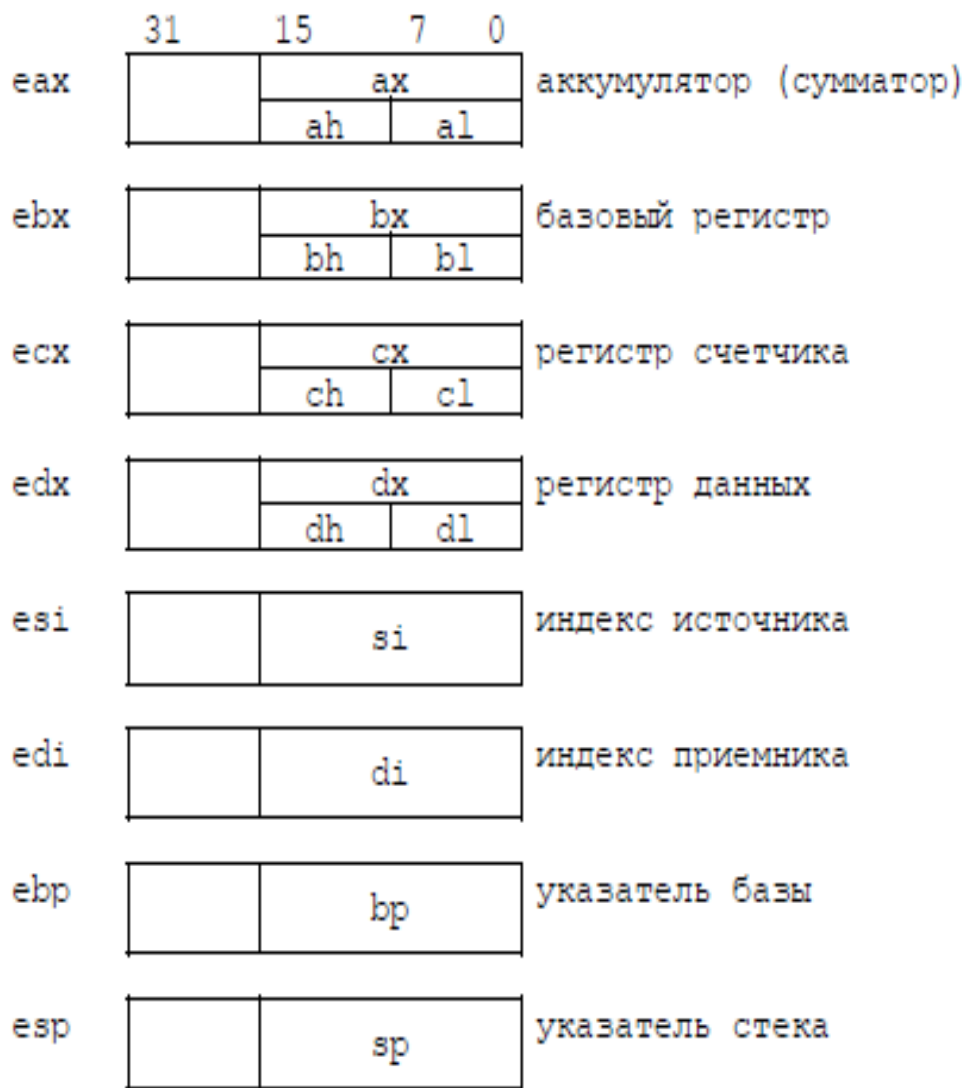 31 15 7 0
eax ax аккумулятор (сумматор)
ah al
ebx bx базовый регистр
bh bl
ecx cx регистр счетчика
ch cl
edx dx регистр данных
dh dl
esi si индекс источника
edi di индекс приемника
ebp bp указатель базы
esp sp указатель стека